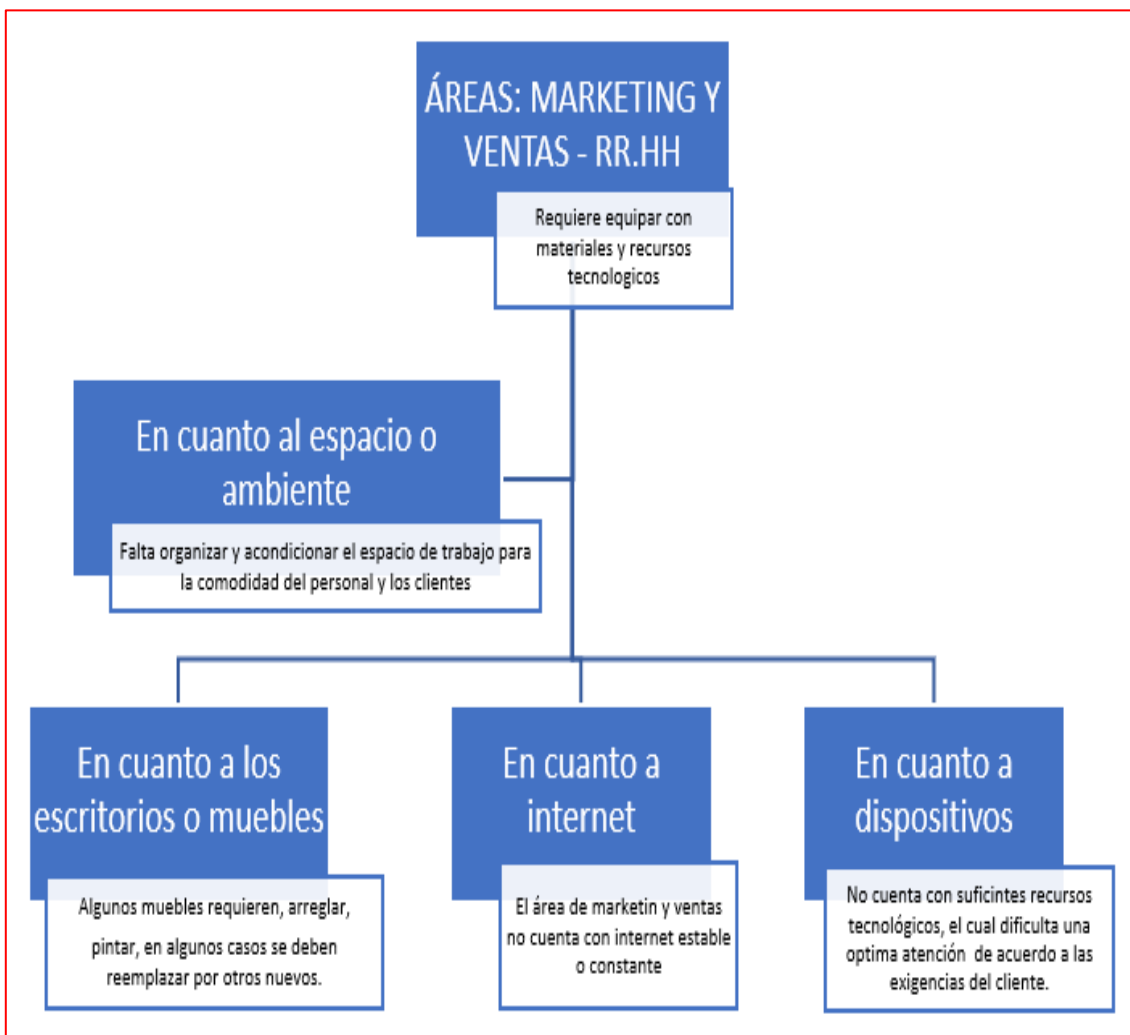 ÁREAS: MARKETING Y
VENTAS - RR.HH
Requiere equipar con
materiales y recursos
tecnologicos
En cuanto al espacio o
ambiente
Falta organizar y acondicionar el espacio de trabajo para
la comodidad del personal y los clientes
En cuanto a los
escritorios o muebles
Algunos muebles requieren, arreglar,
pintar, en algunos casos se deben
reemplazar por otros nuevos.
En cuanto a
internet
El área de marketin y ventas
no cuenta con internet estable
o constante
En cuanto a
dispositivos
No cuenta con suficintes recursos
tecnológicos, el cual dificulta una
optima atención de acuerdo a las
exigencias del cliente.